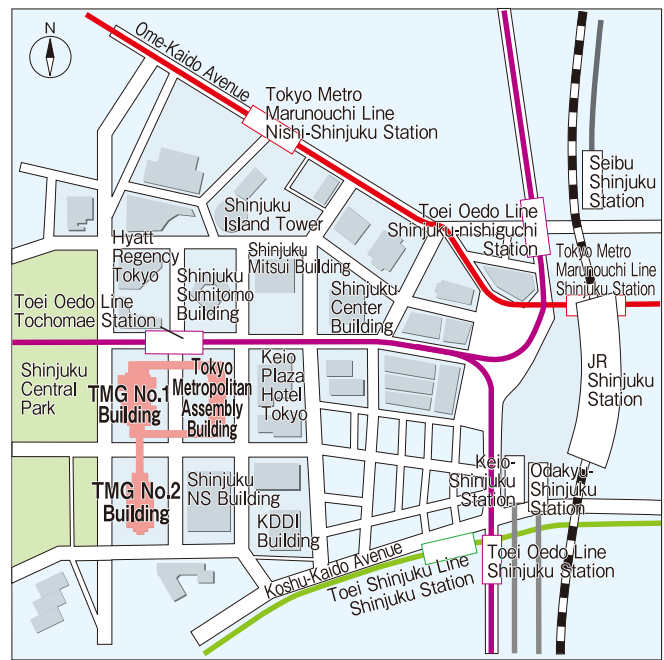 N
Ome-Kaido Avenue
Tokyo Metro
Marunouchi Line
Nishi-Shinjuku Station
Seibu
Shinjuku
Station
Shinjuku
Island Tower
Toei Oedo Line
Shinjuku-nishiguchi
Station
Hyatt
Regency
Tokyo
Shinjuku
Mitsui Building
Tokyo Metro
Marunouchi Line
Shinjuku Station
Shinjuku
Sumitomo
Building
Shinjuku
Center
Building
Toei Oedo Line
Tochomae Station
Shinjuku
Central
Park
TMG No.1
Building
Tokyo
Metropolitan
Assembly
Building
Keio
Plaza
Hotel
Tokyo
JR
Shinjuku
Station
TMG No.2
Building
Shinjuku
NS Building
KDDI
Building
Keio-
Shinjuku
Station
Odakyu-
Shinjuku
Station
Koshu-Kaido Avenue
Toei Shinjuku Line
Shinjuku Station
Toei Oedo Line
Shinjuku Station